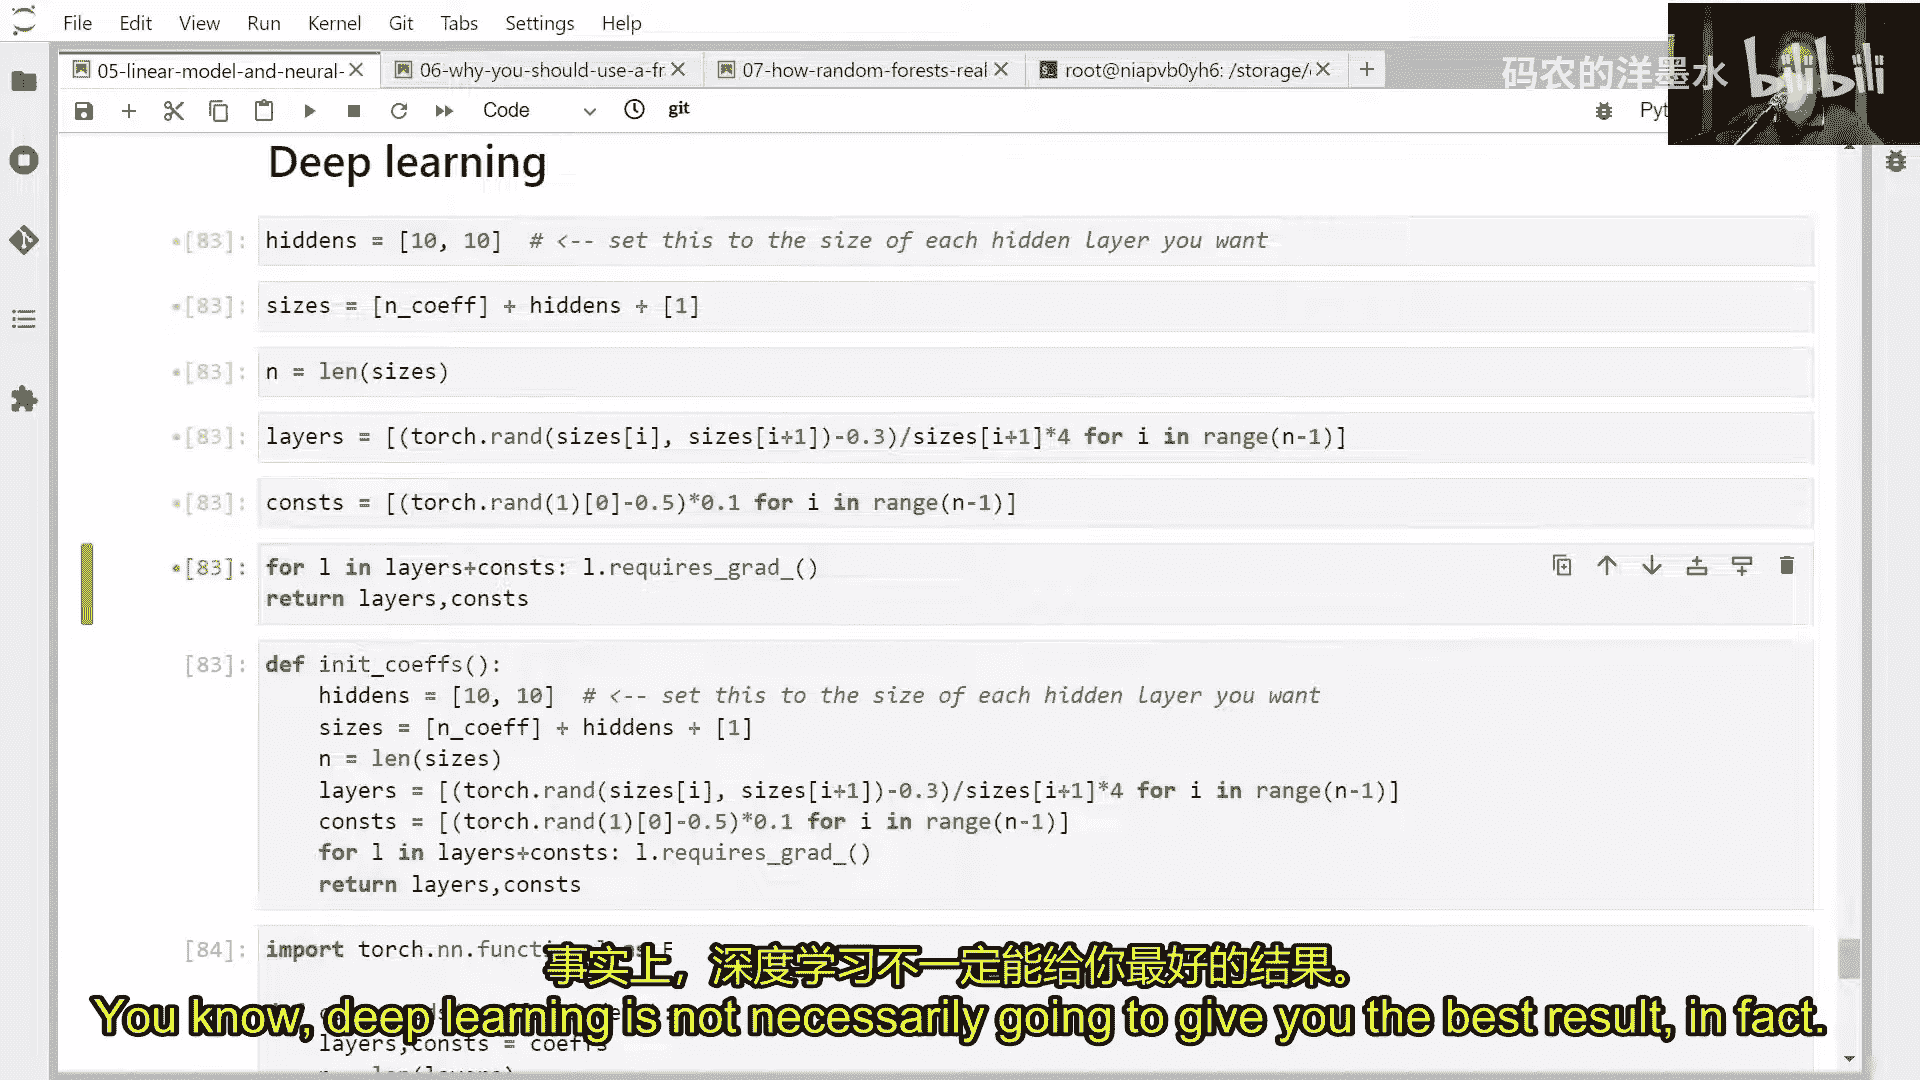 File Edit View Run Kernel Git Tabs Settings Help
05-linear-model-and-neural- 06-why-you-should-use-a-fr 07-how-random-forests-real root@niapvb0yh6: /storage/
码农的洋墨水 bilibili
Code git Pyt
Deep learning
[83]: hiddens = [10, 10]  # <-- set this to the size of each hidden layer you want
[83]: sizes = [n_coeff] + hiddens + [1]
[83]: n = len(sizes)
[83]: layers = [(torch.rand(sizes[i], sizes[i+1])-0.3)/sizes[i+1]*4 for i in range(n-1)]
[83]: consts = [(torch.rand(1)[0]-0.5)*0.1 for i in range(n-1)]
[83]: for l in layers+consts: l.requires_grad_()
return layers,consts
[83]: def init_coeffs():
hiddens = [10, 10]  # <-- set this to the size of each hidden layer you want
sizes = [n_coeff] + hiddens + [1]
n = len(sizes)
layers = [(torch.rand(sizes[i], sizes[i+1])-0.3)/sizes[i+1]*4 for i in range(n-1)]
consts = [(torch.rand(1)[0]-0.5)*0.1 for i in range(n-1)]
for l in layers+consts: l.requires_grad_()
return layers,consts
[84]: import torch.nn.functi
事实上，深度学习不一定能给你最好的结果。
You know, deep learning is not necessarily going to give you the best result, in fact.
layers,consts = coeffs